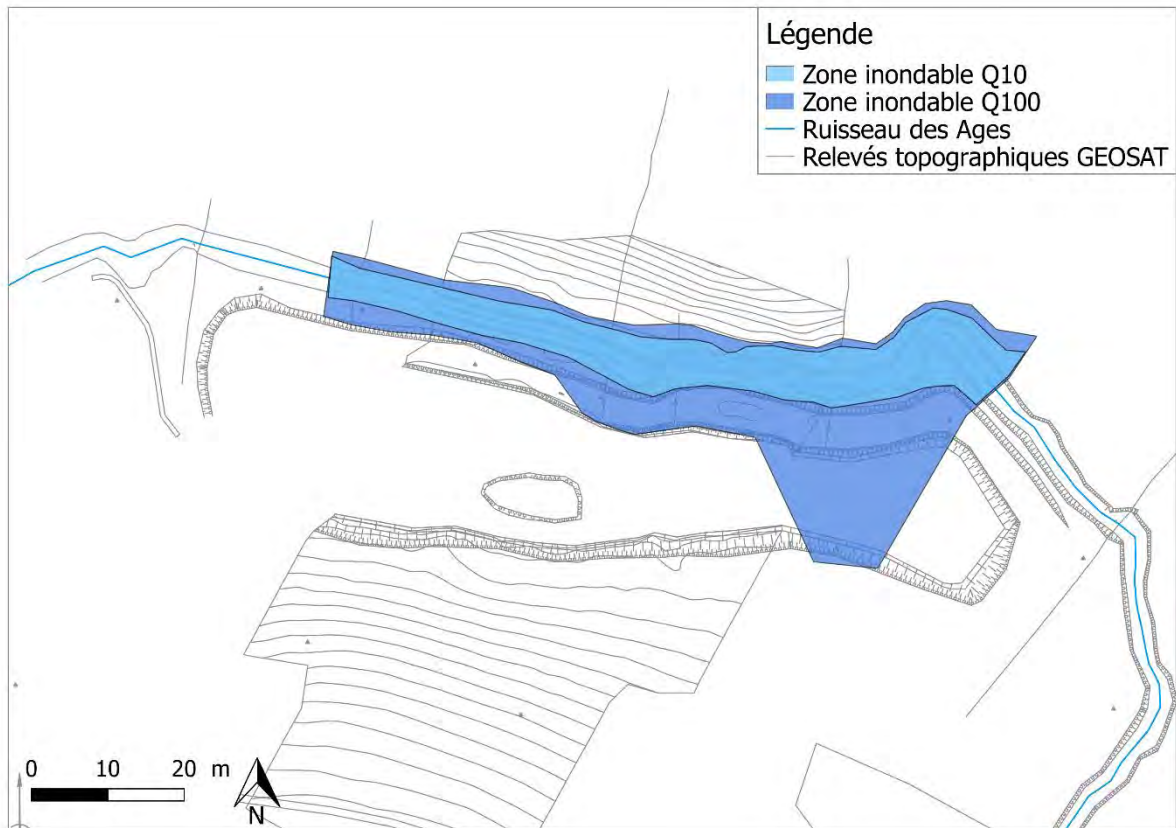 Légende
Zone inondable Q10
Zone inondable Q100
Ruisseau des Ages
Relevés topographiques GEOSAT
0 10 20 m
N